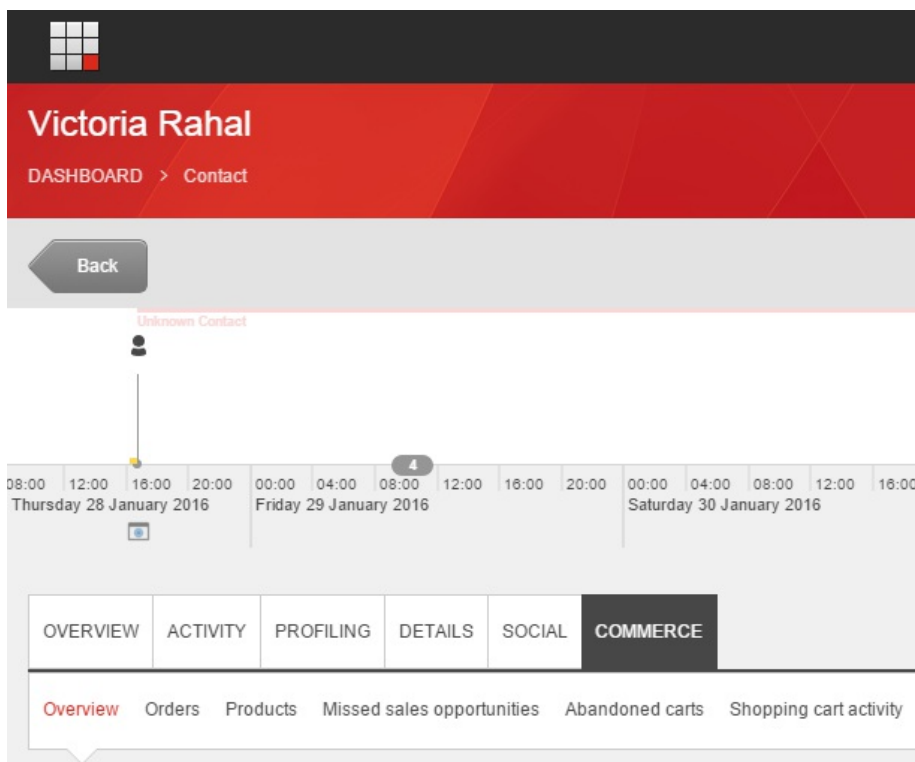 Victoria Rahal
DASHBOARD > Contact
Back
Unknown Contact
4
08:00 12:00 16:00 20:00 00:00 04:00 08:00 12:00 16:00 20:00 00:00 04:00 08:00 12:00 16:00
Thursday 28 January 2016 Friday 29 January 2016 Saturday 30 January 2016
OVERVIEW ACTIVITY PROFILING DETAILS SOCIAL COMMERCE
Overview Orders Products Missed sales opportunities Abandoned carts Shopping cart activity